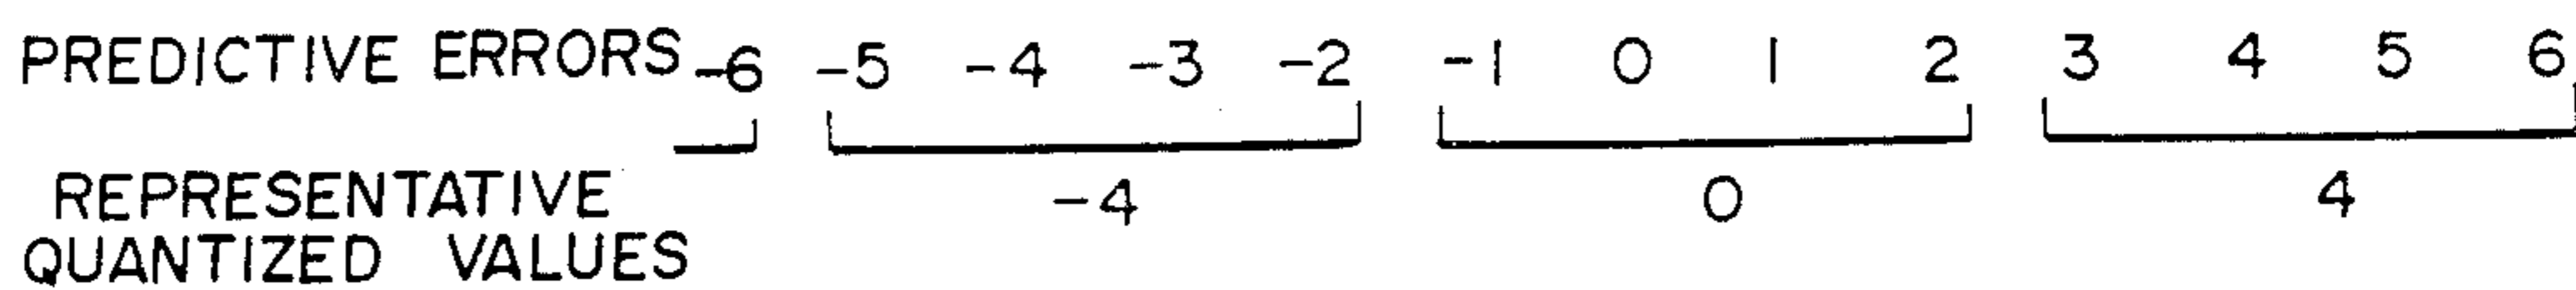 PREDICTIVE ERRORS -6 -5 -4 -3 -2 -1 0 1 2 3 4 5 6
REPRESENTATIVE -4 0 4
QUANTIZED VALUES